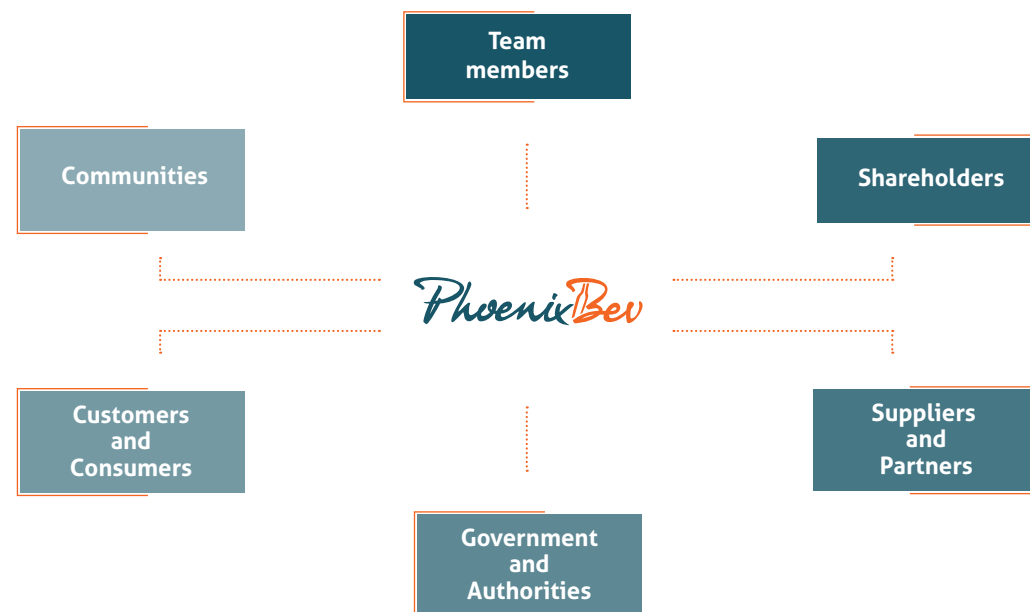 Team
members
Communities
Shareholders
PhoenixBev
Customers
and
Consumers
Suppliers
and
Partners
Government
and
Authorities